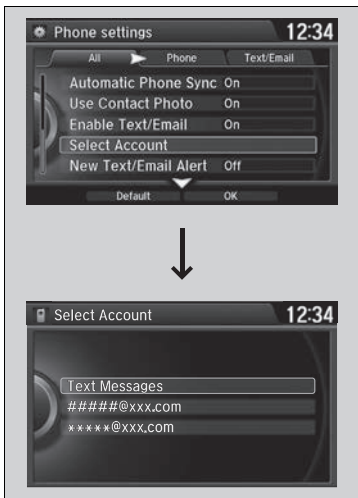 Phone settings 12:34
All Phone Text/Email
Automatic Phone Sync On
Use Contact Photo On
Enable Text/Email On
Select Account
New Text/Email Alert Off
Default OK
Select Account 12:34
Text Messages
#####@xxx.com
*****@xxx.com